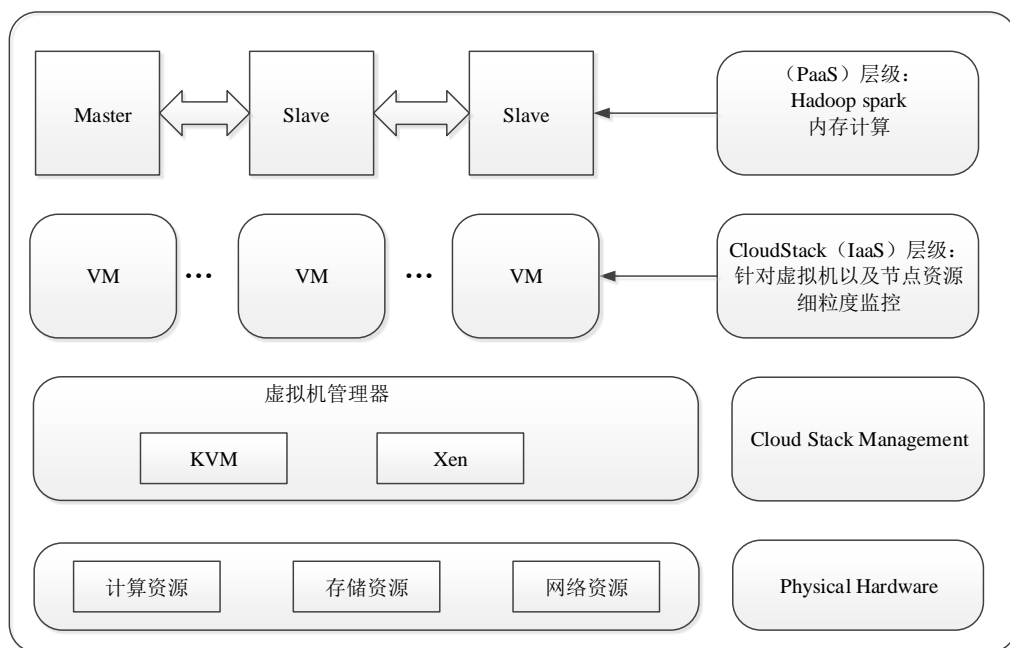 Master
Slave
Slave
（PaaS）层级：
Hadoop spark
内存计算
VM
...
VM
...
VM
CloudStack（IaaS）层级：
针对虚拟机以及节点资源
细粒度监控
虚拟机管理器
KVM
Xen
Cloud Stack Management
计算资源
存储资源
网络资源
Physical Hardware